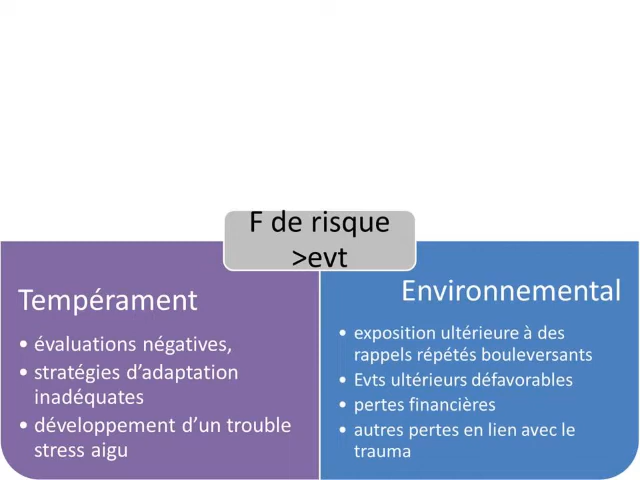 F de risque
>evt
Tempérament
• évaluations négatives,
• stratégies d’adaptation
inadéquates
• développement d’un trouble
stress aigu
Environnemental
• exposition ultérieure à des
rappels répétés bouleversants
• Evts ultérieurs défavorables
• pertes financières
• autres pertes en lien avec le
trauma